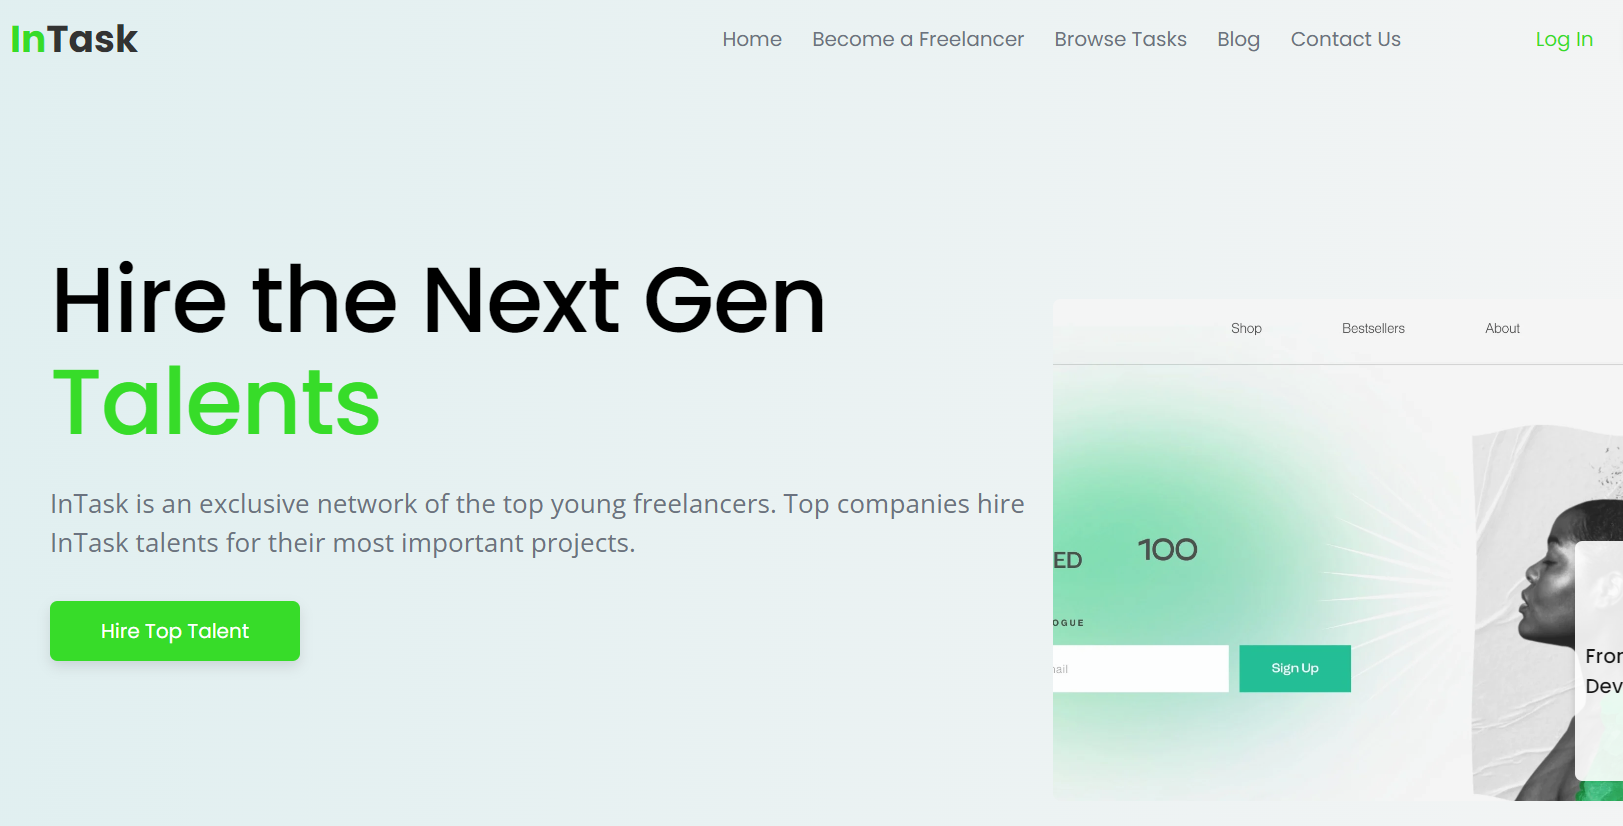 InTask
Home Become a Freelancer Browse Tasks Blog Contact Us Log In
Hire the Next Gen
Talents
InTask is an exclusive network of the top young freelancers. Top companies hire
InTask talents for their most important projects.
Hire Top Talent
Shop Bestsellers About
ED 100
OGUE
ail
Sign Up
Fron
Dev